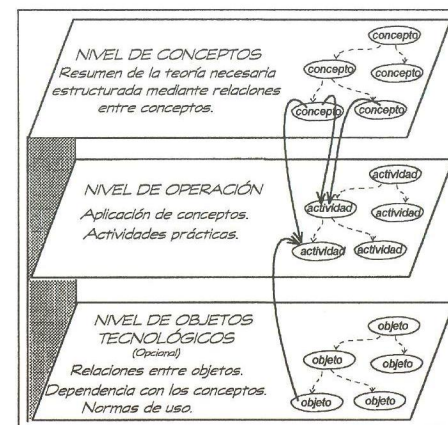 NIVEL DE CONCEPTOS
Resumen de la teoría necesaria
estructurada mediante relaciones
entre conceptos.
concepto
concepto
concepto
concepto
concepto
NIVEL DE OPERACIÓN
Aplicación de conceptos.
Actividades prácticas.
actividad
actividad
actividad
actividad
actividad
NIVEL DE OBJETOS
TECNOLÓGICOS
(Opcional)
Relaciones entre objetos.
Dependencia con los conceptos.
Normas de uso.
objeto
objeto
objeto
objeto
objeto